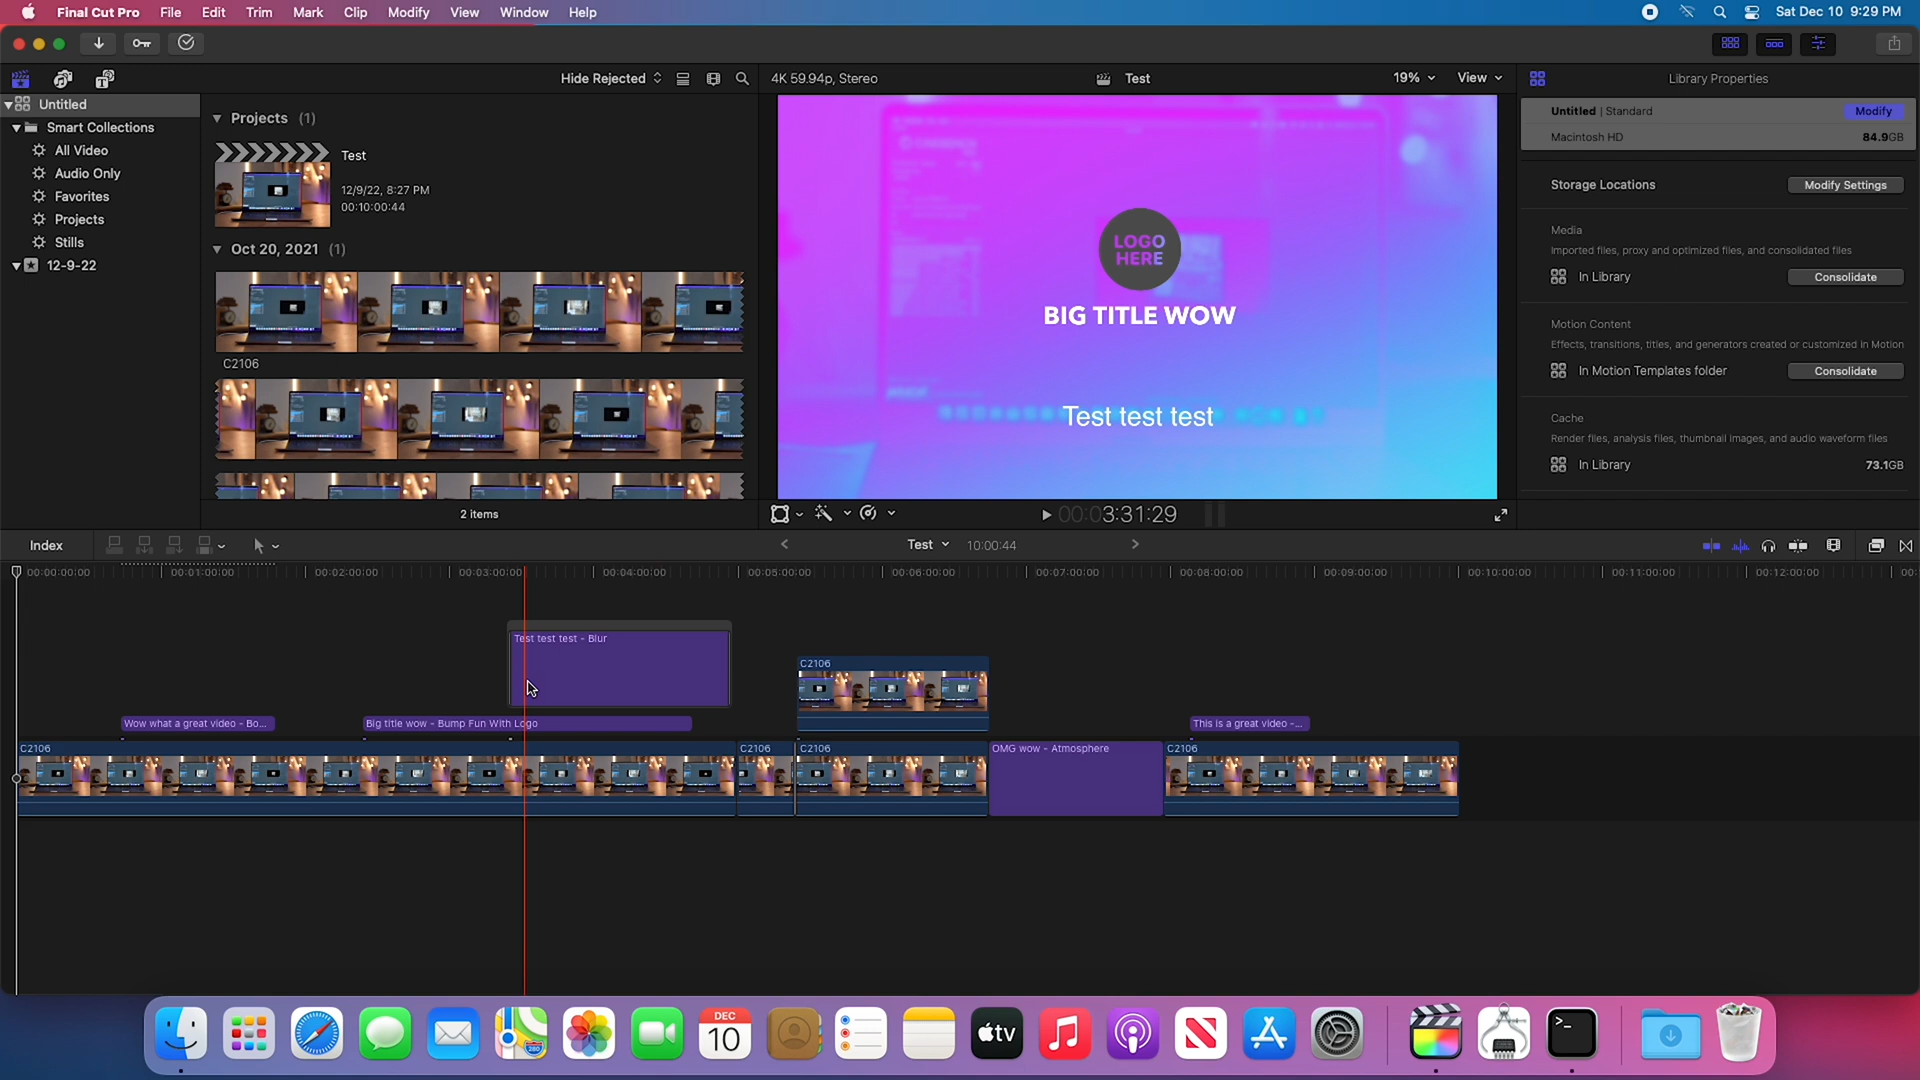 Final Cut Pro File Edit Trim Mark Clip Modify View Window Help Sat Dec 10 9:29 PM
Hide Rejected 4K 59.94p, Stereo Test 19% View Library Properties
Untitled
Smart Collections
All Video
Audio Only
Favorites
Projects
Stills
12-9-22
Projects (1)
Test
12/9/22, 8:27 PM
00:10:00:44
Oct 20, 2021 (1)
C2106
2 items
LOGO
HERE
BIG TITLE WOW
Test test test
00:03:31:29
Untitled | Standard Modify
Macintosh HD 84.9GB
Storage Locations Modify Settings
Media
Imported files, proxy and optimized files, and consolidated files
In Library Consolidate
Motion Content
Effects, transitions, titles, and generators created or customized in Motion
In Motion Templates folder Consolidate
Cache
Render files, analysis files, thumbnail images, and audio waveform files
In Library 73.1GB
Index Test 10:00:44
00:00:00:00 00:01:00:00 00:02:00:00 00:03:00:00 00:04:00:00 00:05:00:00 00:06:00:00 00:07:00:00 00:08:00:00 00:09:00:00 00:10:00:00 00:11:00:00 00:12:00:00 00:
Test test test - Blur
C2106
Wow what a great video - Bo... Big title wow - Bump Fun With Logo This is a great video -...
C2106 C2106 C2106 OMG wow - Atmosphere C2106
DEC
10
280
tv
>_